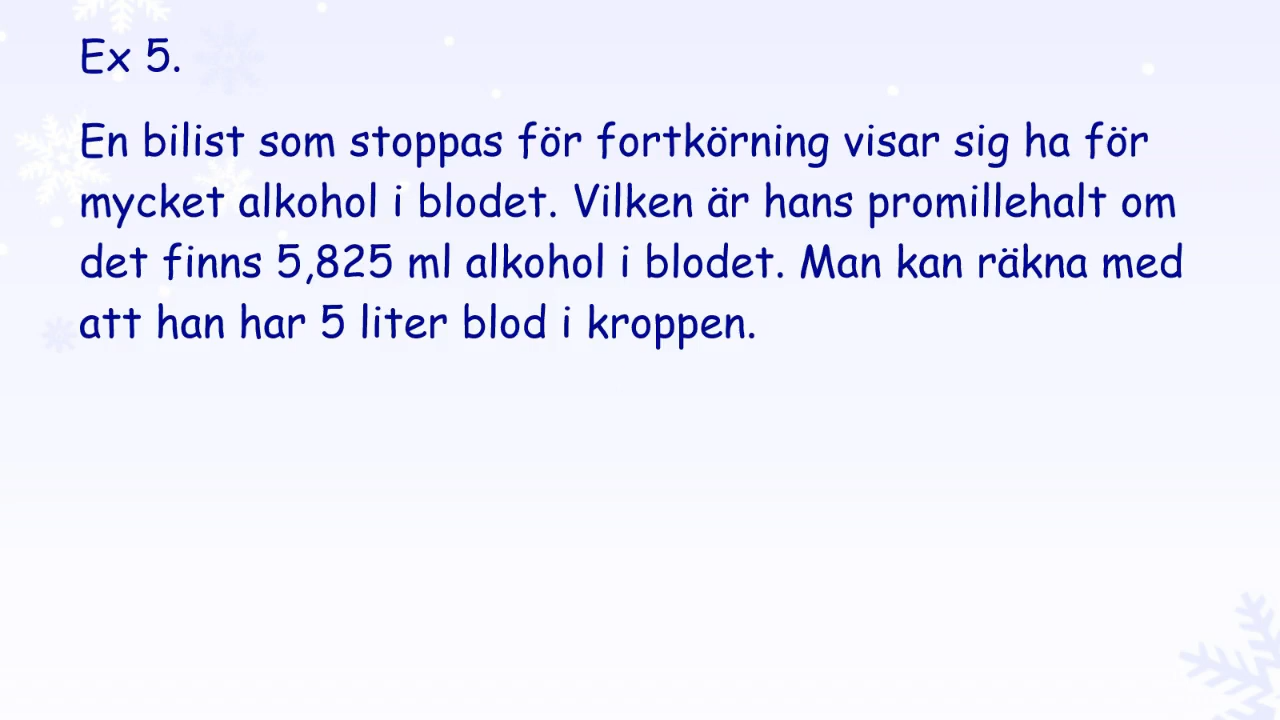 Ex 5.
En bilist som stoppas för fortkörning visar sig ha för
mycket alkohol i blodet. Vilken är hans promillehalt om
det finns 5,825 ml alkohol i blodet. Man kan räkna med
att han har 5 liter blod i kroppen.